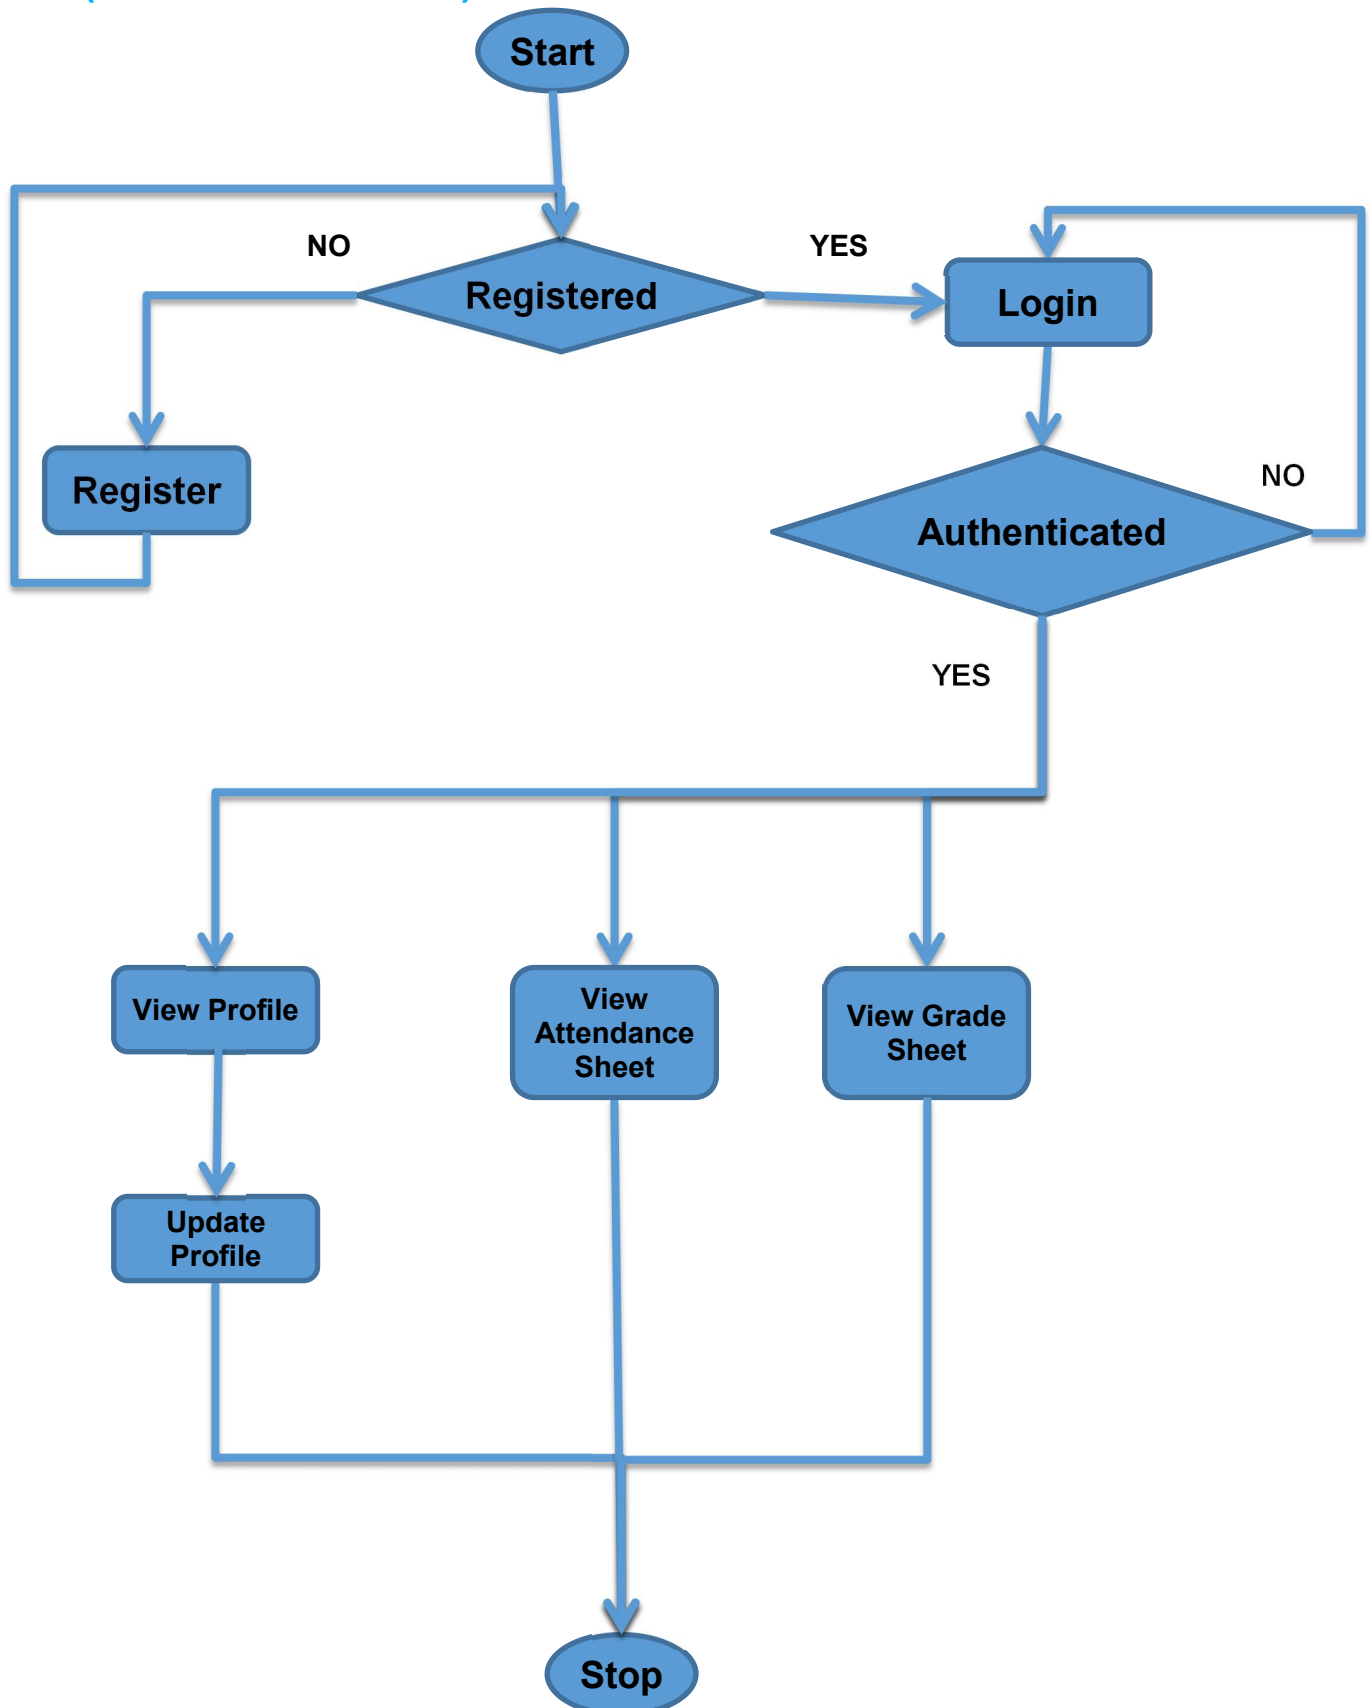 Start
NO
YES
Registered
Login
Register
NO
Authenticated
YES
View Profile
View
Attendance
Sheet
View Grade
Sheet
Update
Profile
Stop